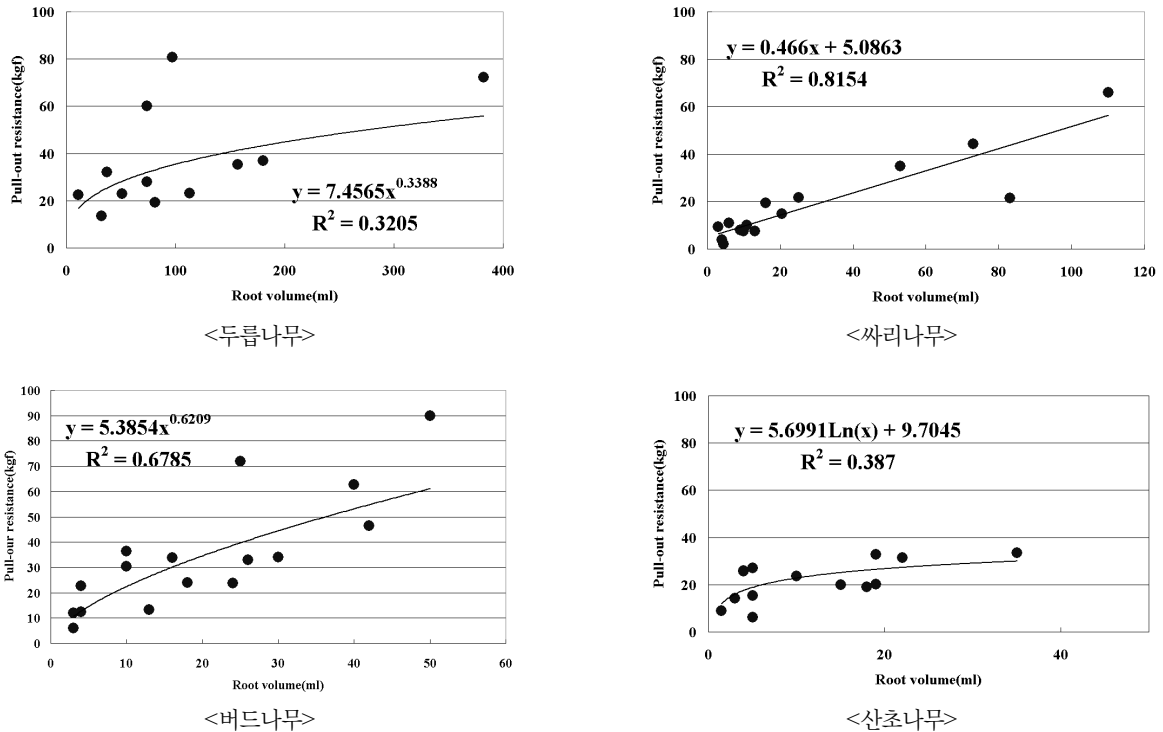 100
80
60
40
20
0
Pull-out resistance(kgf)
y = 7.4565x^0.3388
R^2 = 0.3205
0 100 200 300 400
Root volume(ml)
<두릅나무>
100
80
60
40
20
0
Pull-out resistance(kgf)
y = 0.466x + 5.0863
R^2 = 0.8154
0 20 40 60 80 100 120
Root volume(ml)
<싸리나무>
100
90
80
70
60
50
40
30
20
10
0
Pull-our resistance(kgf)
y = 5.3854x^0.6209
R^2 = 0.6785
0 10 20 30 40 50 60
Root volume(ml)
<버드나무>
100
80
60
40
20
0
Pull-out resistance(kgf)
y = 5.6991Ln(x) + 9.7045
R^2 = 0.387
0 20 40
Root volume(ml)
<산초나무>